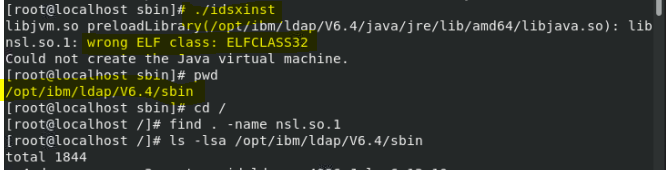 [root@localhost sbin]# ./idsxinst
libjvm.so preloadLibrary(/opt/ibm/ldap/V6.4/java/jre/lib/amd64/libjava.so): lib
nsl.so.1: wrong ELF class: ELFCLASS32
Could not create the Java virtual machine.
[root@localhost sbin]# pwd
/opt/ibm/ldap/V6.4/sbin
[root@localhost sbin]# cd /
[root@localhost /]# find . -name nsl.so.1
[root@localhost /]# ls -lsa /opt/ibm/ldap/V6.4/sbin
total 1844